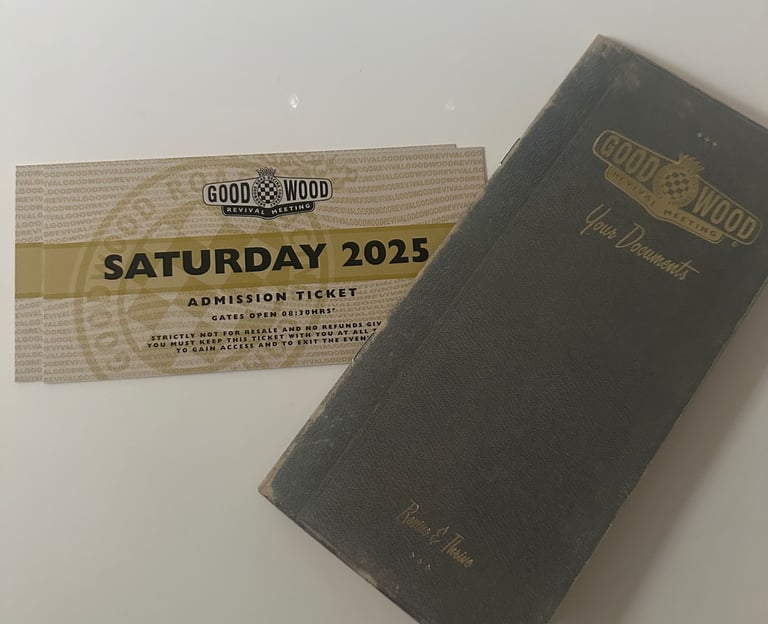 GOOD WOOD
REVIVAL MEETING
SATURDAY 2025
ADMISSION TICKET
GATES OPEN 08:30HRS*
STRICTLY NOT FOR RESALE AND NO REFUNDS
YOU MUST KEEP THIS TICKET WITH YOU AT ALL
TO GAIN ACCESS AND TO EXIT THE
GOOD WOOD
REVIVAL MEETING
Your Documents
Revive & Thrive